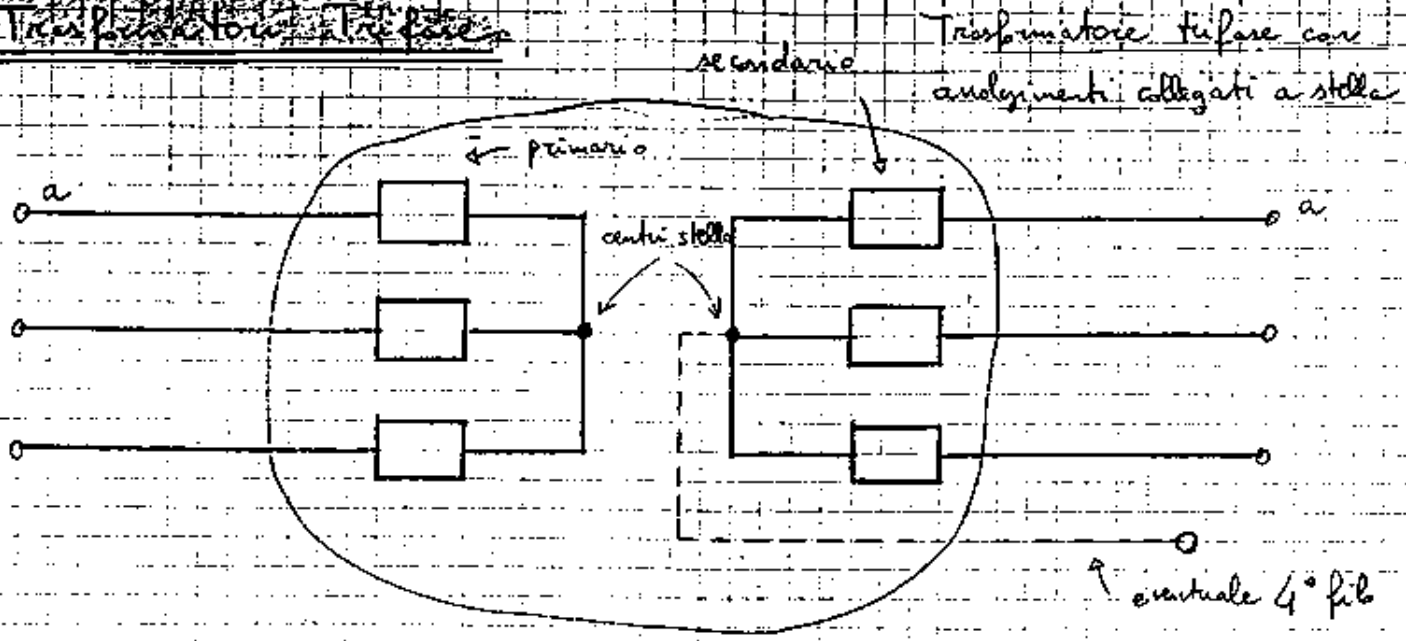 Trasformatori Trifase
Trasformatore trifase con
avvolgimenti collegati a stella
secondario
primario
a
a
centri stella
eventuale 4° filo